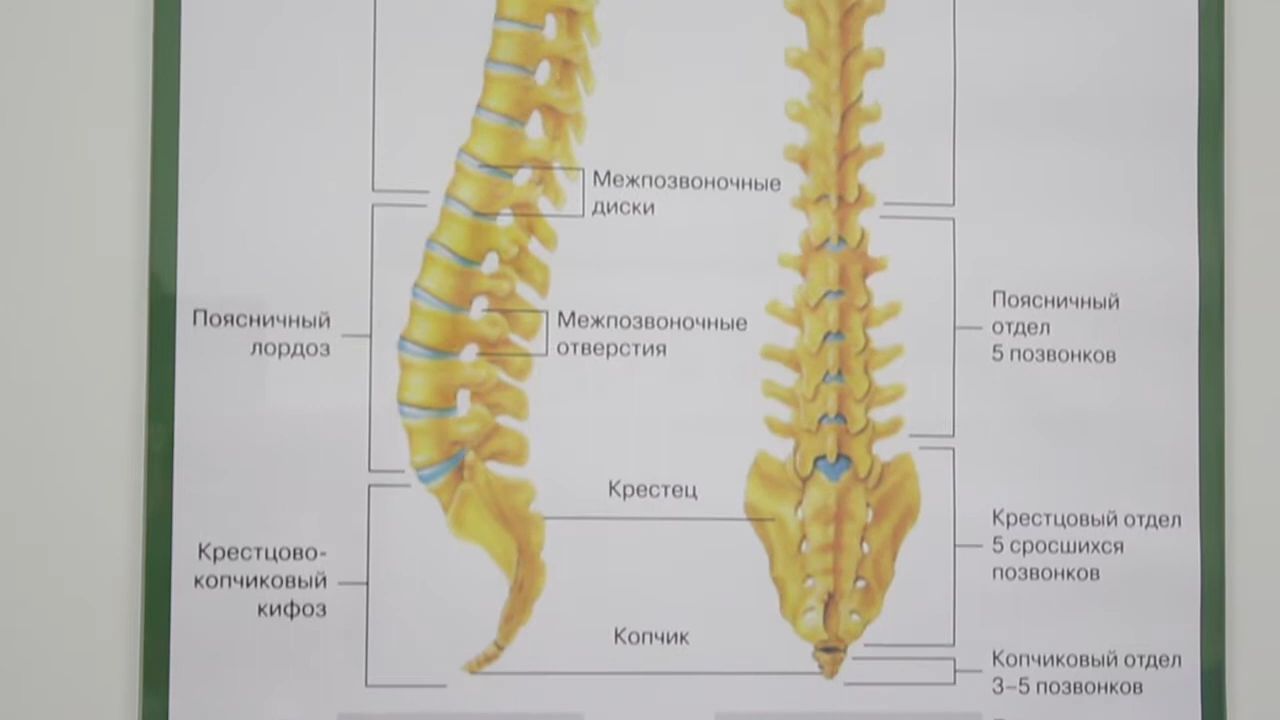 Межпозвоночные
диски
Поясничный
лордоз
Межпозвоночные
отверстия
Поясничный
отдел
5 позвонков
Крестец
Крестцово-
копчиковый
кифоз
Крестцовый отдел
5 сросшихся
позвонков
Копчик
Копчиковый отдел
3–5 позвонков